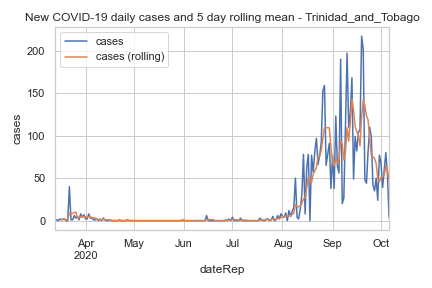 New COVID-19 daily cases and 5 day rolling mean - Trinidad_and_Tobago
cases
cases (rolling)
200
150
100
50
0
cases
Apr
2020
May
Jun
Jul
Aug
Sep
Oct
dateRep